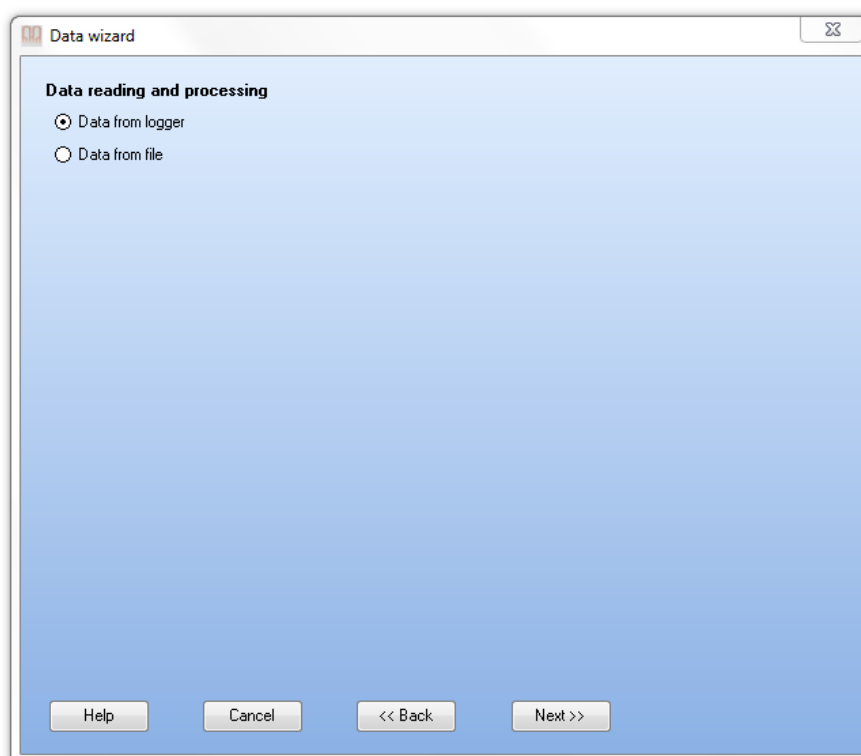 Data wizard
Data reading and processing
Data from logger
Data from file
Help Cancel << Back Next >>